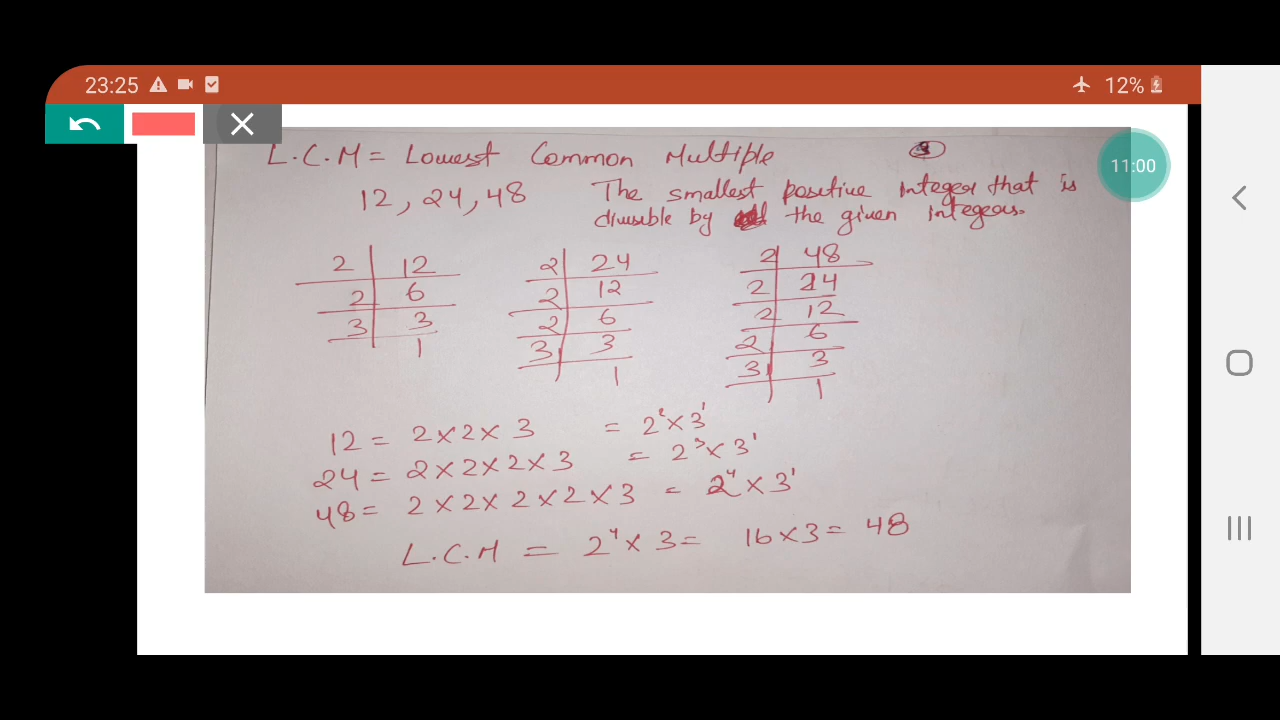 23:25
12%
11:00
L.C.M = Lowest Common Multiple
12, 24, 48 The smallest positive integer that is
divisible by the given integers.
2 12
2 6
3 3
1
2 24
2 12
2 6
3 3
1
2 48
2 24
2 12
2 6
3 3
1
12 = 2×2×3 = 2²×3¹
24 = 2×2×2×3 = 2³×3¹
48 = 2×2×2×2×3 = 2⁴×3¹
L.C.M = 2⁴×3= 16×3= 48